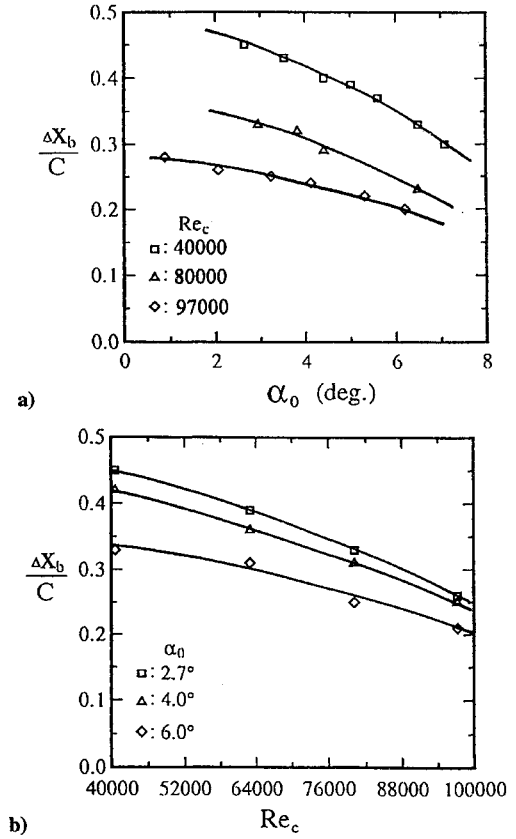 0.5
0.4
0.3
0.2
0.1
0.0
ΔX_b
C
Re_c
□: 40000
△: 80000
◇: 97000
0 2 4 6 8
α_0 (deg.)
a)
0.5
0.4
0.3
0.2
0.1
0.0
ΔX_b
C
α_0
□: 2.7°
△: 4.0°
◇: 6.0°
40000 52000 64000 76000 88000 100000
Re_c
b)